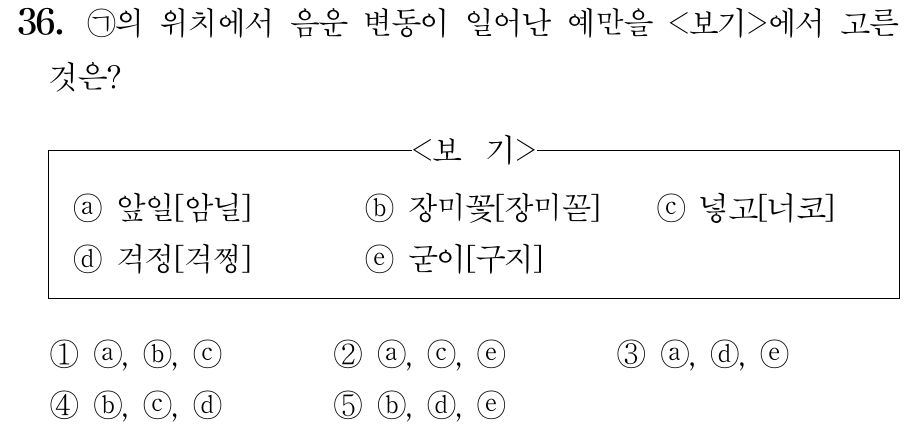 36. ㉠의 위치에서 음운 변동이 일어난 예만을 <보기>에서 고른
것은?
<보 기>
ⓐ 앞일[암닐] ⓑ 장미꽃[장미꼳] ⓒ 넣고[너코]
ⓓ 걱정[걱쩡] ⓔ 굳이[구지]
① ⓐ, ⓑ, ⓒ ② ⓐ, ⓒ, ⓔ ③ ⓐ, ⓓ, ⓔ
④ ⓑ, ⓒ, ⓓ ⑤ ⓑ, ⓓ, ⓔ